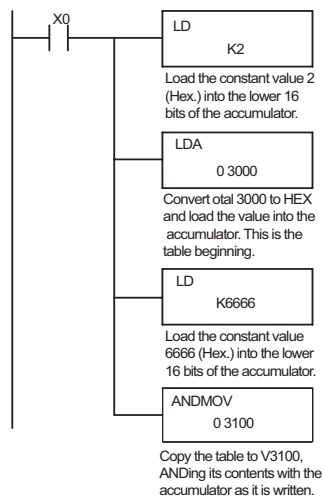 X0
LD
K2
Load the constant value 2
(Hex.) into the lower 16
bits of the accumulator.
LDA
0 3000
Convert otal 3000 to HEX
and load the value into the
accumulator. This is the
table beginning.
LD
K6666
Load the constant value
6666 (Hex.) into the lower
16 bits of the accumulator.
ANDMOV
0 3100
Copy the table to V3100,
ANDing its contents with the
accumulator as it is written.